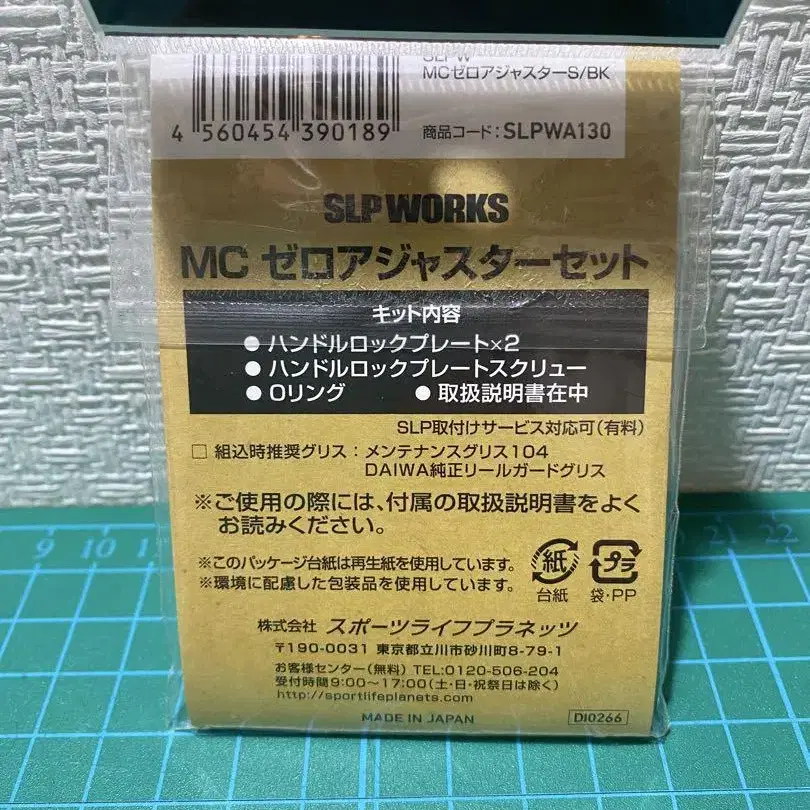 SLPW
MCゼロアジャスターS/BK
4 560454 390189
商品コード：SLPWA130
SLP WORKS
MC ゼロアジャスターセット
キット内容
● ハンドルロックプレート×2
● ハンドルロックプレートスクリュー
● Oリング ● 取扱説明書在中
SLP取付けサービス対応可（有料）
□ 組込時推奨グリス：メンテナンスグリス104
DAIWA純正リールガードグリス
※ご使用の際には、付属の取扱説明書をよく
お読みください。
※このパッケージ台紙は再生紙を使用しています。
※環境に配慮した包装品を使用しています。
紙
台紙
プラ
袋・PP
株式会社 スポーツライフプラネッツ
〒190-0031 東京都立川市砂川町8-79-1
お客様センター（無料）TEL:0120-506-204
受付時間9:00〜17:00（土・日・祝祭日は除く）
http://sportlifeplanets.com
MADE IN JAPAN
DI0266
9 10 11 21 22